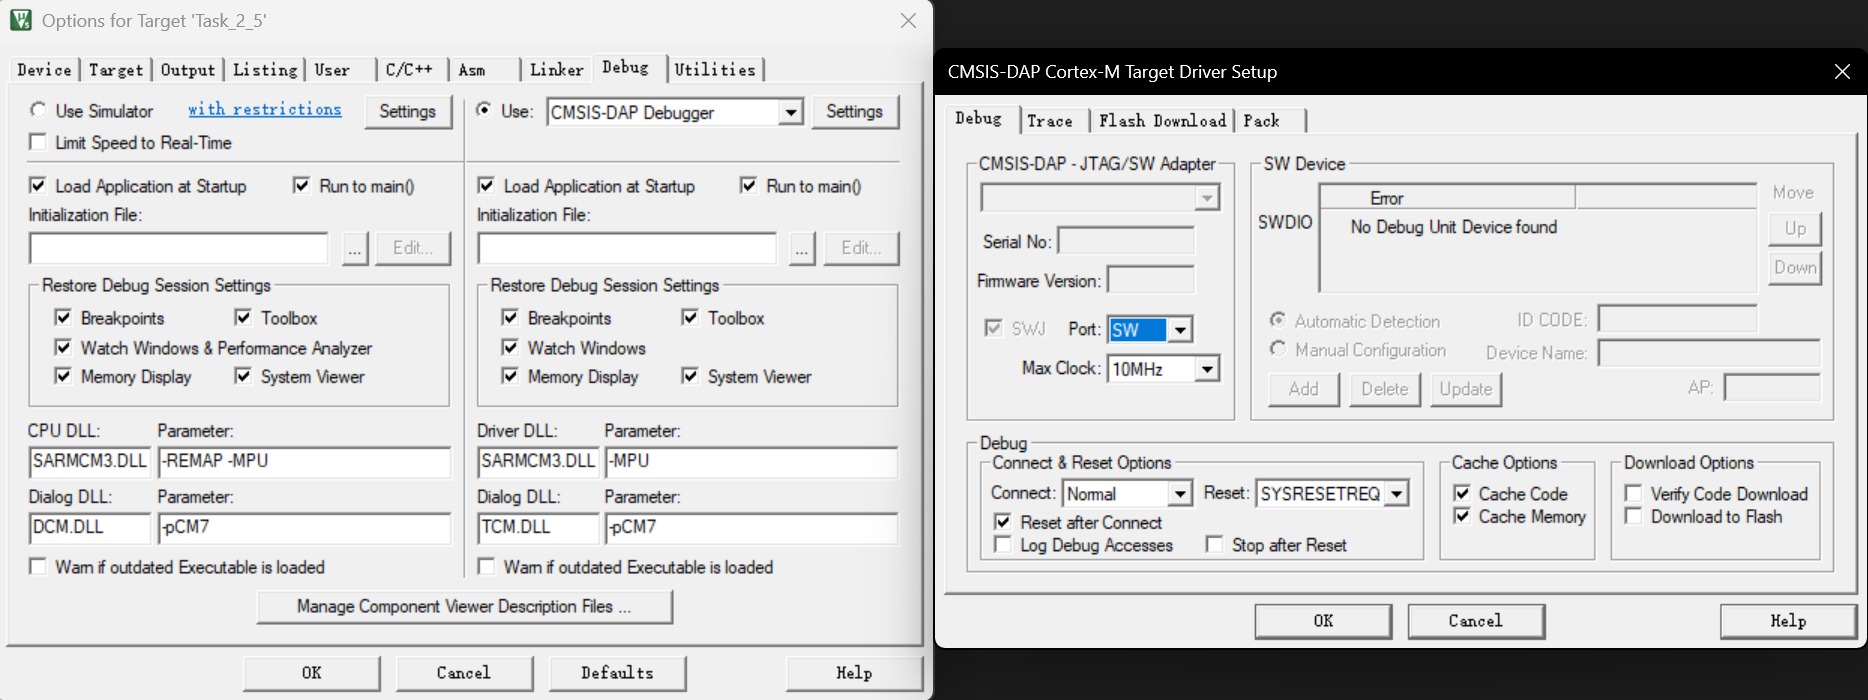 Options for Target 'Task_2_5'
Device Target Output Listing User C/C++ Asm Linker Debug Utilities
Use Simulator with restrictions Settings
Limit Speed to Real-Time
Load Application at Startup Run to main()
Initialization File:
... Edit...
Restore Debug Session Settings
Breakpoints Toolbox
Watch Windows & Performance Analyzer
Memory Display System Viewer
CPU DLL: Parameter:
SARMCM3.DLL -REMAP -MPU
Dialog DLL: Parameter:
DCM.DLL -pCM7
Warn if outdated Executable is loaded
Use: CMSIS-DAP Debugger Settings
Load Application at Startup Run to main()
Initialization File:
... Edit...
Restore Debug Session Settings
Breakpoints Toolbox
Watch Windows
Memory Display System Viewer
Driver DLL: Parameter:
SARMCM3.DLL -MPU
Dialog DLL: Parameter:
TCM.DLL -pCM7
Warn if outdated Executable is loaded
Manage Component Viewer Description Files ...
OK Cancel Defaults Help
CMSIS-DAP Cortex-M Target Driver Setup
Debug Trace Flash Download Pack
CMSIS-DAP - JTAG/SW Adapter
Serial No:
Firmware Version:
SWJ Port: SW
Max Clock: 10MHz
SW Device
Error
SWDIO No Debug Unit Device found
Move
Up
Down
Automatic Detection ID CODE:
Manual Configuration Device Name:
Add Delete Update AP:
Debug
Connect & Reset Options
Connect: Normal Reset: SYSRESETREQ
Reset after Connect
Log Debug Accesses Stop after Reset
Cache Options
Cache Code
Cache Memory
Download Options
Verify Code Download
Download to Flash
OK Cancel Help